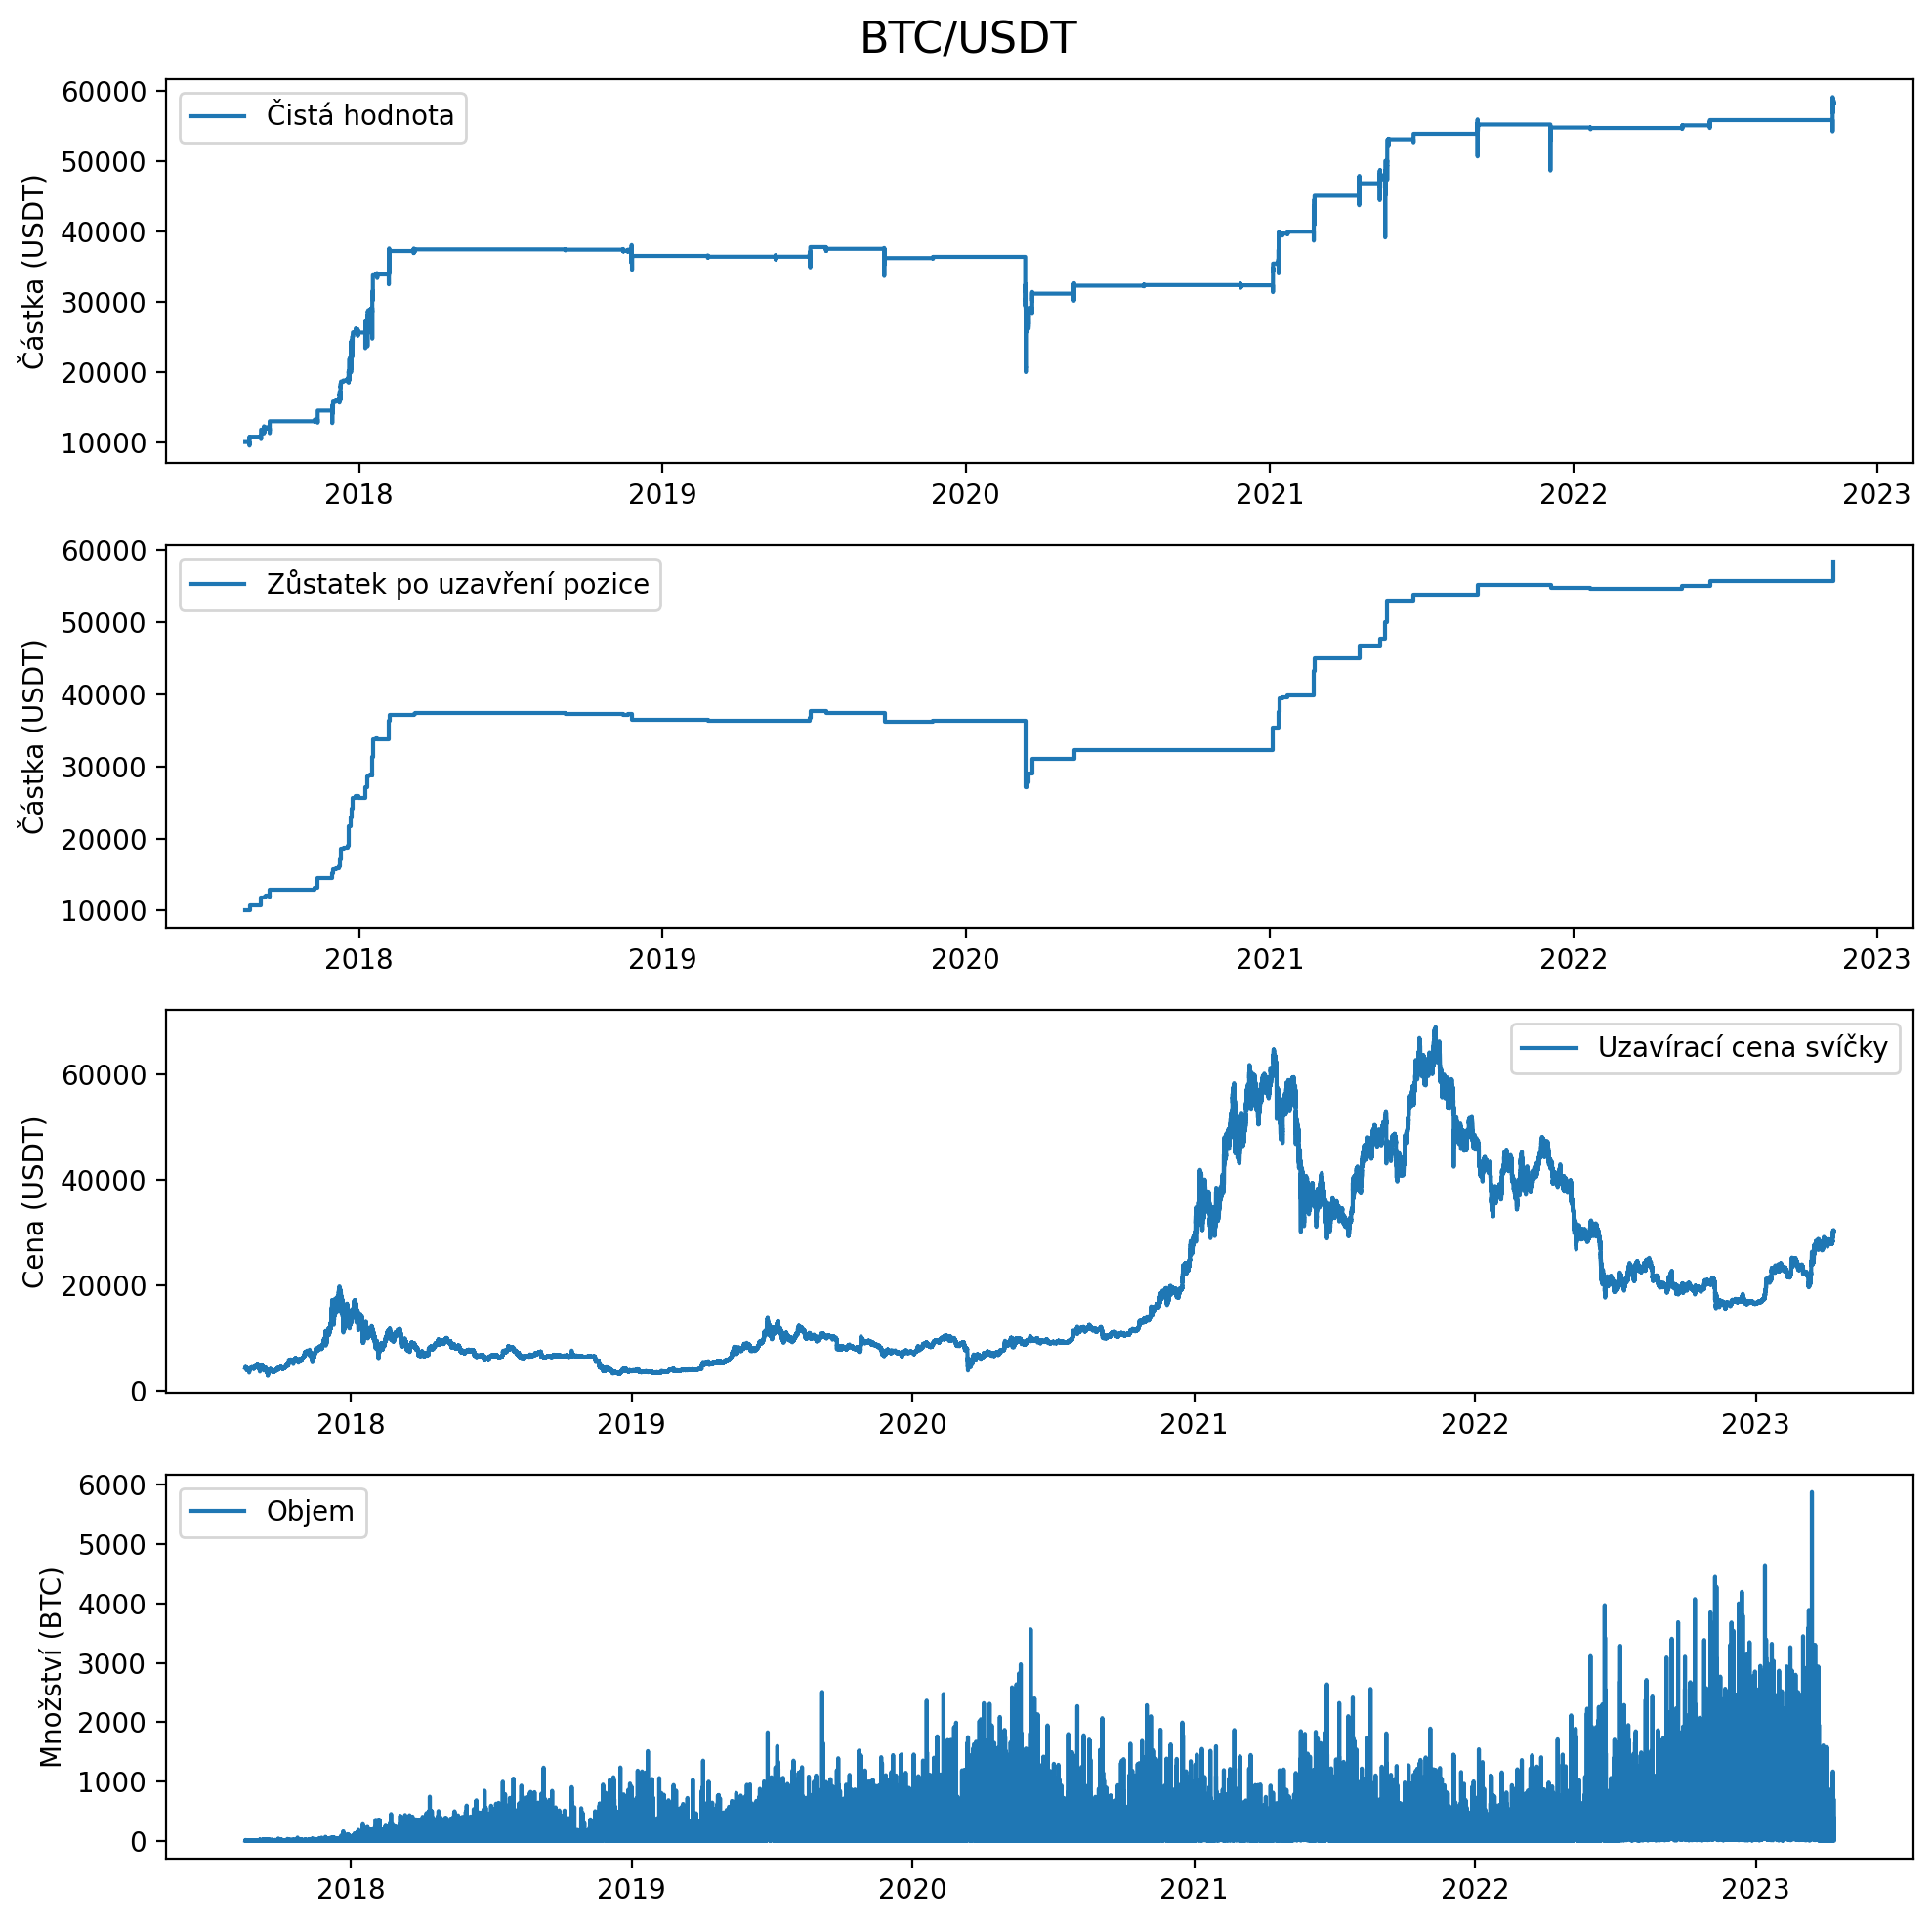 BTC/USDT
Částka (USDT)
60000
50000
40000
30000
20000
10000
Čistá hodnota
2018 2019 2020 2021 2022 2023
Částka (USDT)
60000
50000
40000
30000
20000
10000
Zůstatek po uzavření pozice
2018 2019 2020 2021 2022 2023
Cena (USDT)
60000
40000
20000
0
Uzavírací cena svíčky
2018 2019 2020 2021 2022 2023
Množství (BTC)
6000
5000
4000
3000
2000
1000
0
Objem
2018 2019 2020 2021 2022 2023